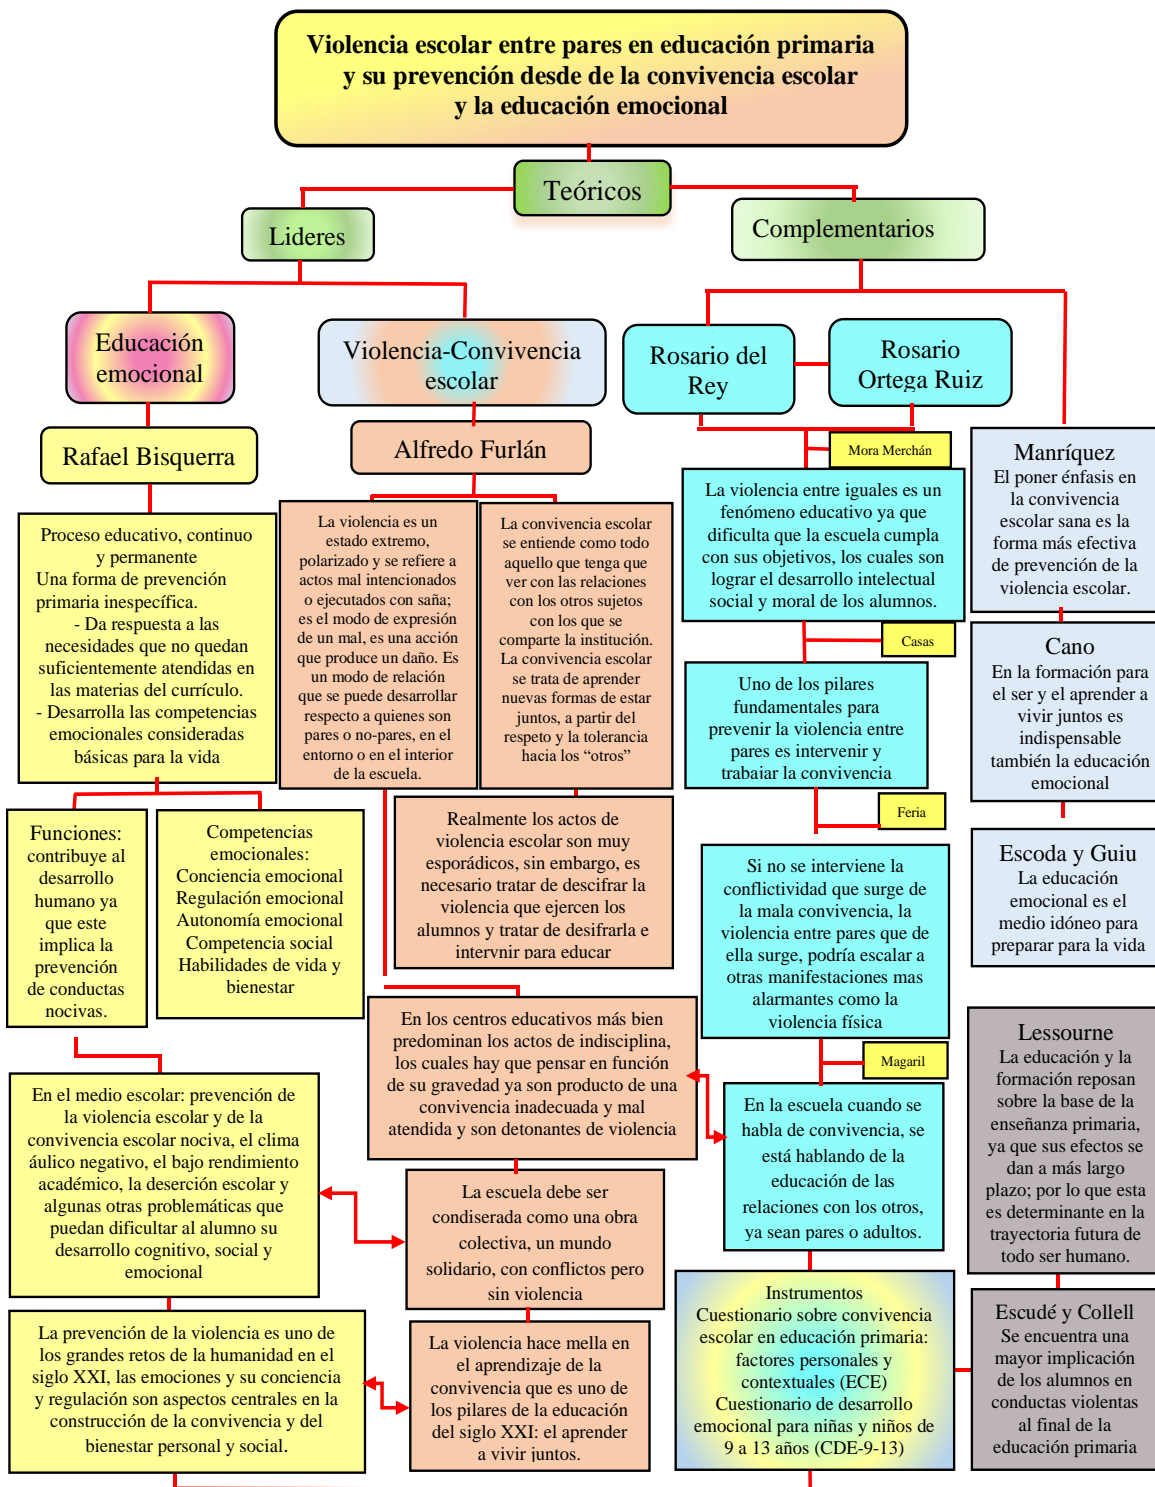 Violencia escolar entre pares en educación primaria
y su prevención desde de la convivencia escolar
y la educación emocional
Teóricos
Lideres
Complementarios
Educación
emocional
Violencia-Convivencia
escolar
Rosario del
Rey
Rosario
Ortega Ruiz
Rafael Bisquerra
Alfredo Furlán
Mora Merchán
Proceso educativo, continuo
y permanente
Una forma de prevención
primaria inespecífica.
- Da respuesta a las
necesidades que no quedan
suficientemente atendidas en
las materias del currículo.
- Desarrolla las competencias
emocionales consideradas
básicas para la vida
La violencia es un
estado extremo,
polarizado y se refiere a
actos mal intencionados
o ejecutados con saña;
es el modo de expresión
de un mal, es una acción
que produce un daño. Es
un modo de relación
que se puede desarrollar
respecto a quienes son
pares o no-pares, en el
entorno o en el interior
de la escuela.
La convivencia escolar
se entiende como todo
aquello que tenga que
ver con las relaciones
con los otros sujetos
con los que se
comparte la institución.
La convivencia escolar
se trata de aprender
nuevas formas de estar
juntos, a partir del
respeto y la tolerancia
hacia los “otros”
La violencia entre iguales es un
fenómeno educativo ya que
dificulta que la escuela cumpla
con sus objetivos, los cuales son
lograr el desarrollo intelectual
social y moral de los alumnos.
Manríquez
El poner énfasis en
la convivencia
escolar sana es la
forma más efectiva
de prevención de la
violencia escolar.
Casas
Cano
En la formación para
el ser y el aprender a
vivir juntos es
indispensable
también la educación
emocional
Uno de los pilares
fundamentales para
prevenir la violencia entre
pares es intervenir y
trabajar la convivencia
Feria
Funciones:
contribuye al
desarrollo
humano ya
que este
implica la
prevención
de conductas
nocivas.
Competencias
emocionales:
Conciencia emocional
Regulación emocional
Autonomía emocional
Competencia social
Habilidades de vida y
bienestar
Realmente los actos de
violencia escolar son muy
esporádicos, sin embargo, es
necesario tratar de descifrar la
violencia que ejercen los
alumnos y tratar de desifrarla e
intervnir para educar
Si no se interviene la
conflictividad que surge de
la mala convivencia, la
violencia entre pares que de
ella surge, podría escalar a
otras manifestaciones mas
alarmantes como la
violencia física
Escoda y Guiu
La educación
emocional es el
medio idóneo para
preparar para la vida
Magaril
En los centros educativos más bien
predominan los actos de indisciplina,
los cuales hay que pensar en función
de su gravedad ya son producto de una
convivencia inadecuada y mal
atendida y son detonantes de violencia
Lessourne
La educación y la
formación reposan
sobre la base de la
enseñanza primaria,
ya que sus efectos se
dan a más largo
plazo; por lo que esta
es determinante en la
trayectoria futura de
todo ser humano.
En el medio escolar: prevención de
la violencia escolar y de la
convivencia escolar nociva, el clima
áulico negativo, el bajo rendimiento
académico, la deserción escolar y
algunas otras problemáticas que
puedan dificultar al alumno su
desarrollo cognitivo, social y
emocional
En la escuela cuando se
habla de convivencia, se
está hablando de la
educación de las
relaciones con los otros,
ya sean pares o adultos.
La escuela debe ser
condiserada como una obra
colectiva, un mundo
solidario, con conflictos pero
sin violencia
Instrumentos
Cuestionario sobre convivencia
escolar en educación primaria:
factores personales y
contextuales (ECE)
Cuestionario de desarrollo
emocional para niñas y niños de
9 a 13 años (CDE-9-13)
Escudé y Collell
Se encuentra una
mayor implicación
de los alumnos en
conductas violentas
al final de la
educación primaria
La prevención de la violencia es uno de
los grandes retos de la humanidad en el
siglo XXI, las emociones y su conciencia
y regulación son aspectos centrales en la
construcción de la convivencia y del
bienestar personal y social.
La violencia hace mella en
el aprendizaje de la
convivencia que es uno de
los pilares de la educación
del siglo XXI: el aprender
a vivir juntos.